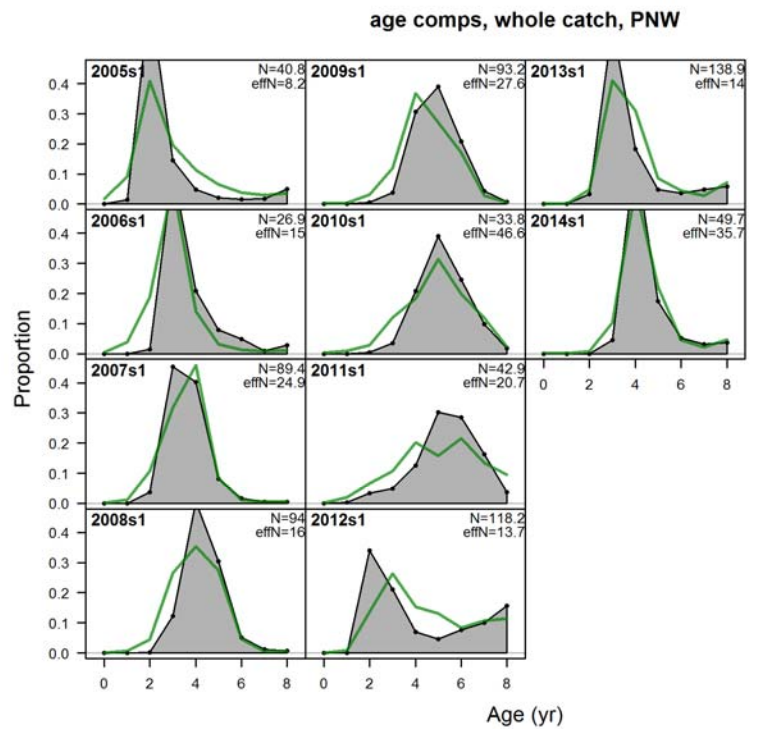 age comps, whole catch, PNW
2005s1
N=40.8
effN=8.2
2009s1
N=93.2
effN=27.6
2013s1
N=138.9
effN=14
0.4
0.3
0.2
0.1
0.0
2006s1
N=26.9
effN=15
2010s1
N=33.8
effN=46.6
2014s1
N=49.7
effN=35.7
0.4
0.3
0.2
0.1
0.0
0 2 4 6 8
2007s1
N=89.4
effN=24.9
2011s1
N=42.9
effN=20.7
0.4
0.3
0.2
0.1
0.0
2008s1
N=94
effN=16
2012s1
N=118.2
effN=13.7
0.4
0.3
0.2
0.1
0.0
0 2 4 6 8
0 2 4 6 8
Proportion
Age (yr)